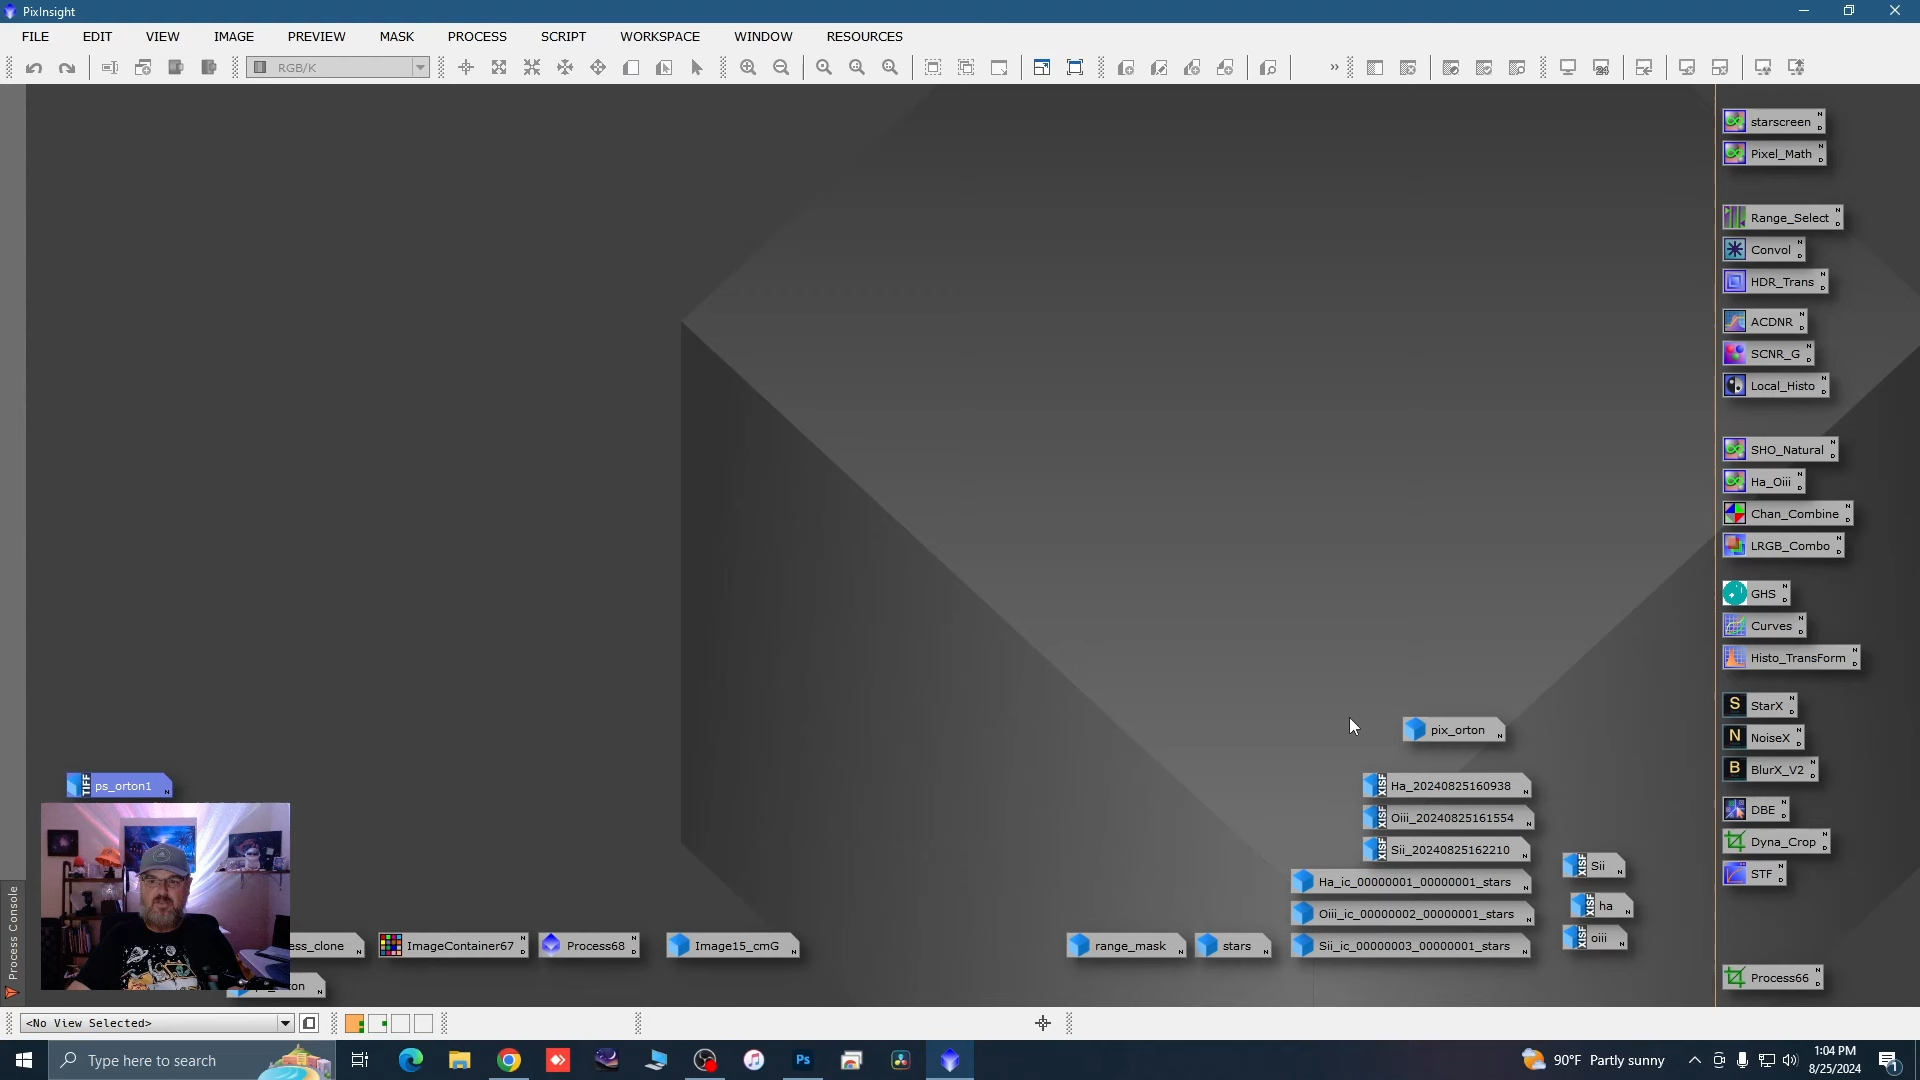 PixInsight
FILE EDIT VIEW IMAGE PREVIEW MASK PROCESS SCRIPT WORKSPACE WINDOW RESOURCES
RGB/K
starscreen
Pixel_Math
Range_Select
Convol
HDR_Trans
ACDNR
SCNR_G
Local_Histo
SHO_Natural
Ha_Oiii
Chan_Combine
LRGB_Combo
GHS
Curves
Histo_TransForm
StarX
NoiseX
BlurX_V2
DBE
Dyna_Crop
STF
Process66
pix_orton
Ha_20240825160938
Oiii_20240825161554
Sii_20240825162210
Ha_ic_00000001_00000001_stars
Oiii_ic_00000002_00000001_stars
Sii_ic_00000003_00000001_stars
Sii
ha
oiii
ps_orton1
ess_clone
ImageContainer67
Process68
Image15_cmG
range_mask
stars
Process Console
<No View Selected>
Type here to search
90°F Partly sunny
1:04 PM
8/25/2024